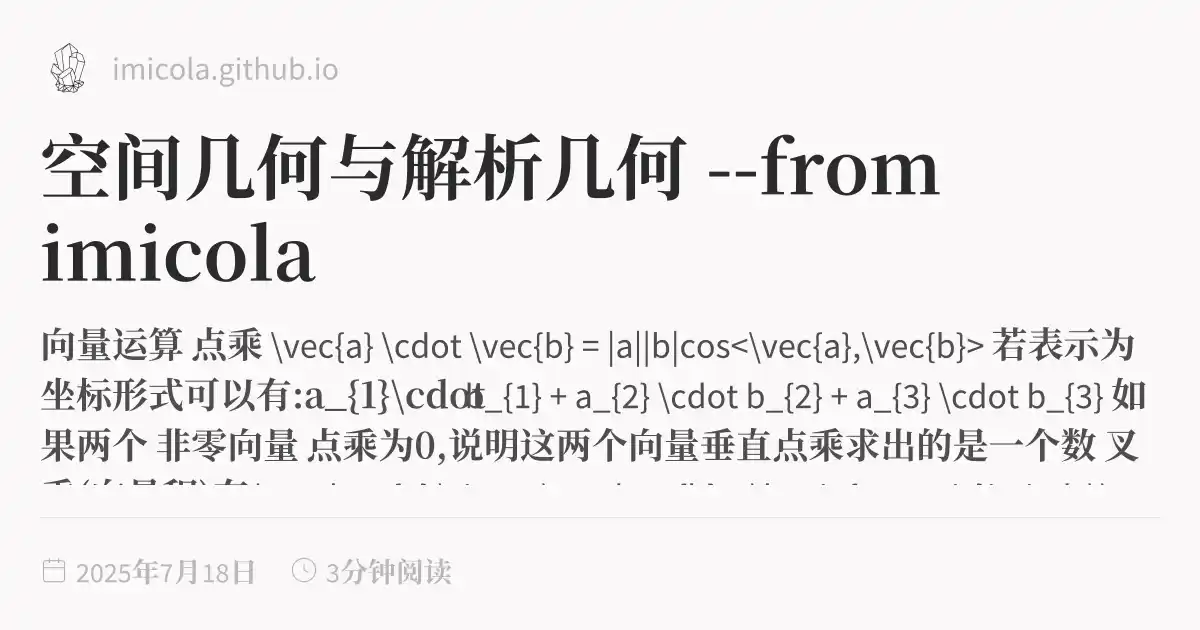 imicola.github.io
空间几何与解析几何 --from
imicola
向量运算 点乘 \vec{a} \cdot \vec{b} = |a||b|cos<\vec{a},\vec{b}> 若表示为
坐标形式可以有:a_{1}\cdot b_{1} + a_{2} \cdot b_{2} + a_{3} \cdot b_{3} 如
果两个 非零向量 点乘为0,说明这两个向量垂直点乘求出的是一个数 叉
2025年7月18日
3分钟阅读